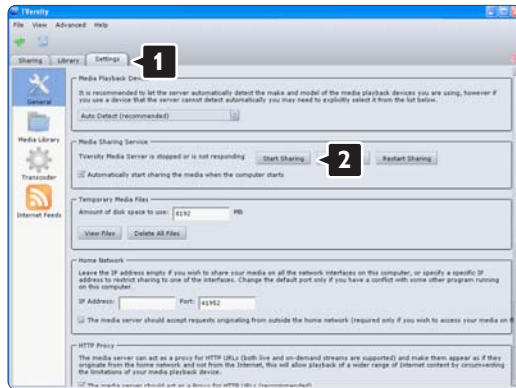 TVersity
File View Advanced Help
Sharing Library Settings
1
General
Media Library
Transcoder
Internet Feeds
Media Playback
It is recommended to let the server automatically detect the make and model of the media playback devices you are using, however if
you use a device that the server cannot detect automatically you may need to explicitly select it from the list below.
Auto Detect (recommended)
Media Sharing Service
TVersity Media Server is stopped or is not responding Start Sharing 2 Restart Sharing
Automatically start sharing the media when the computer starts
Temporary Media Files
Amount of disk space to use: 8192 MB
View Files Delete All Files
Home Network
Leave the IP address empty if you wish to share your media on all the network interfaces on this computer, or specify a specific IP
address to restrict sharing to one of the interfaces. Change the default port only if you have a conflict with some other program running
on this computer.
IP Address: Port: 41952
The media server should accept requests originating from outside the home network (required only if you wish to access your media on
HTTP Proxy
The media server can act as a proxy for HTTP URLs (both live and on-demand streams are supported) and make them appear as if they
originate from the home network and not from the Internet, this will allow playback of a wider range of Internet content by circumventing
the limitations of your media playback device.
The media server should act as a Proxy for HTTP URLs (recommended)